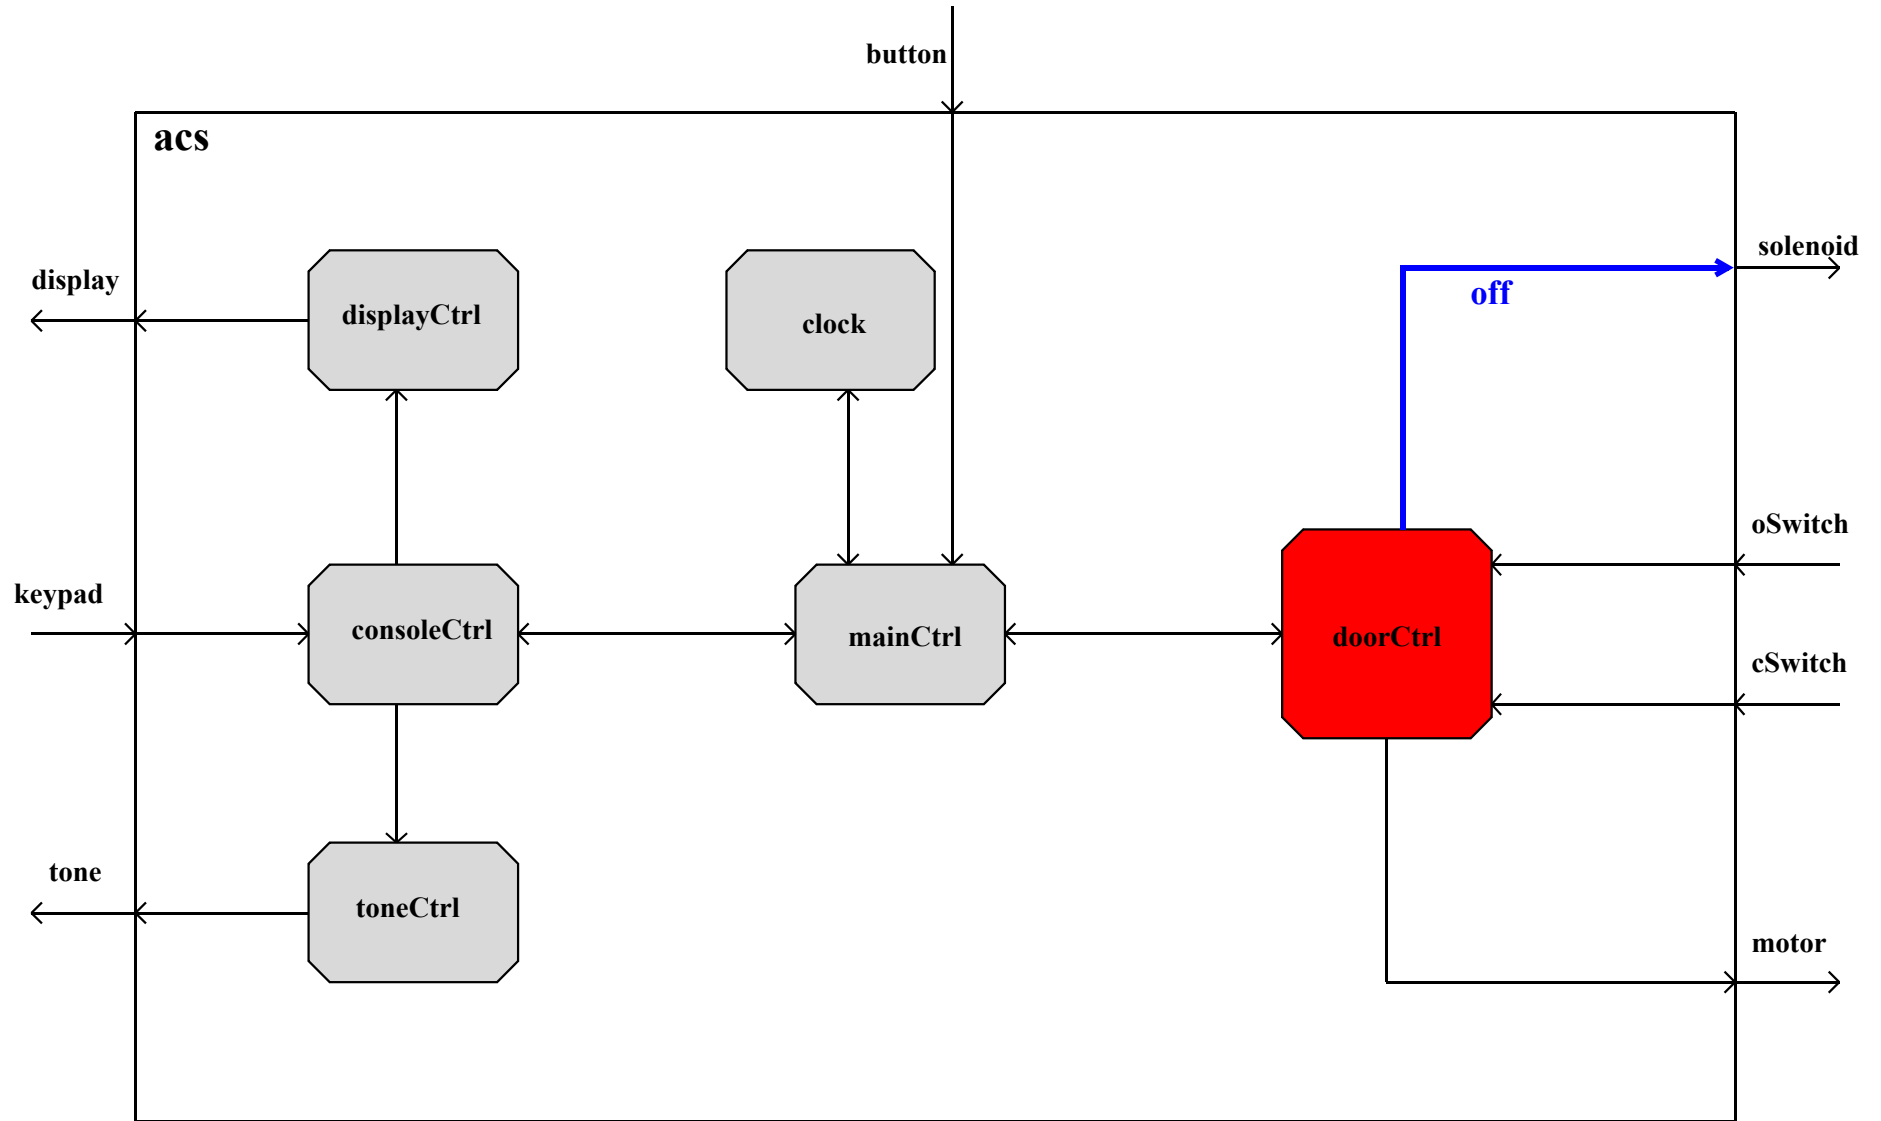 button
acs
solenoid
display
displayCtrl
clock
off
oSwitch
keypad
consoleCtrl
mainCtrl
doorCtrl
cSwitch
tone
toneCtrl
motor